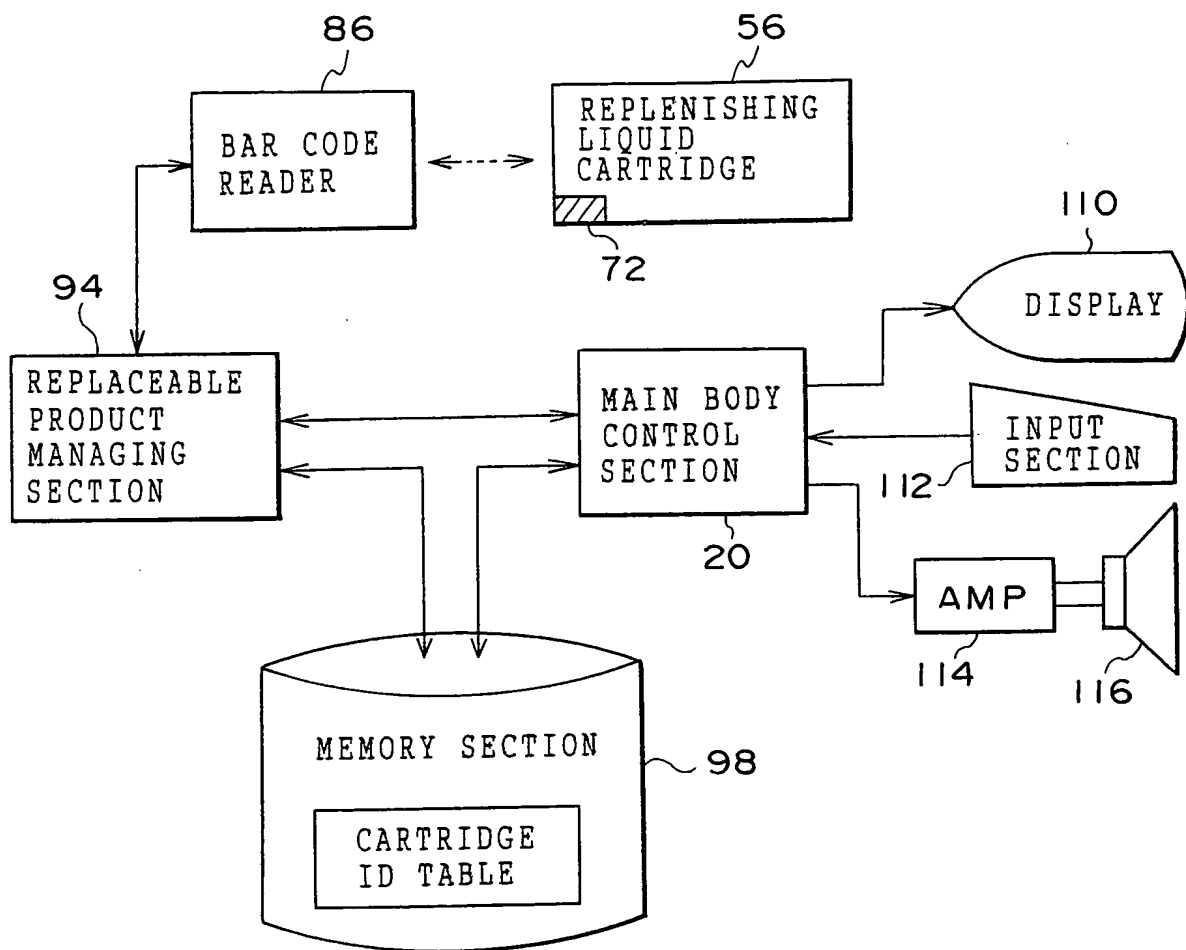 86
56
BAR CODE
READER
REPLENISHING
LIQUID
CARTRIDGE
72
110
DISPLAY
94
REPLACEABLE
PRODUCT
MANAGING
SECTION
MAIN BODY
CONTROL
SECTION
20
INPUT
SECTION
112
AMP
114
116
MEMORY SECTION
98
CARTRIDGE
ID TABLE